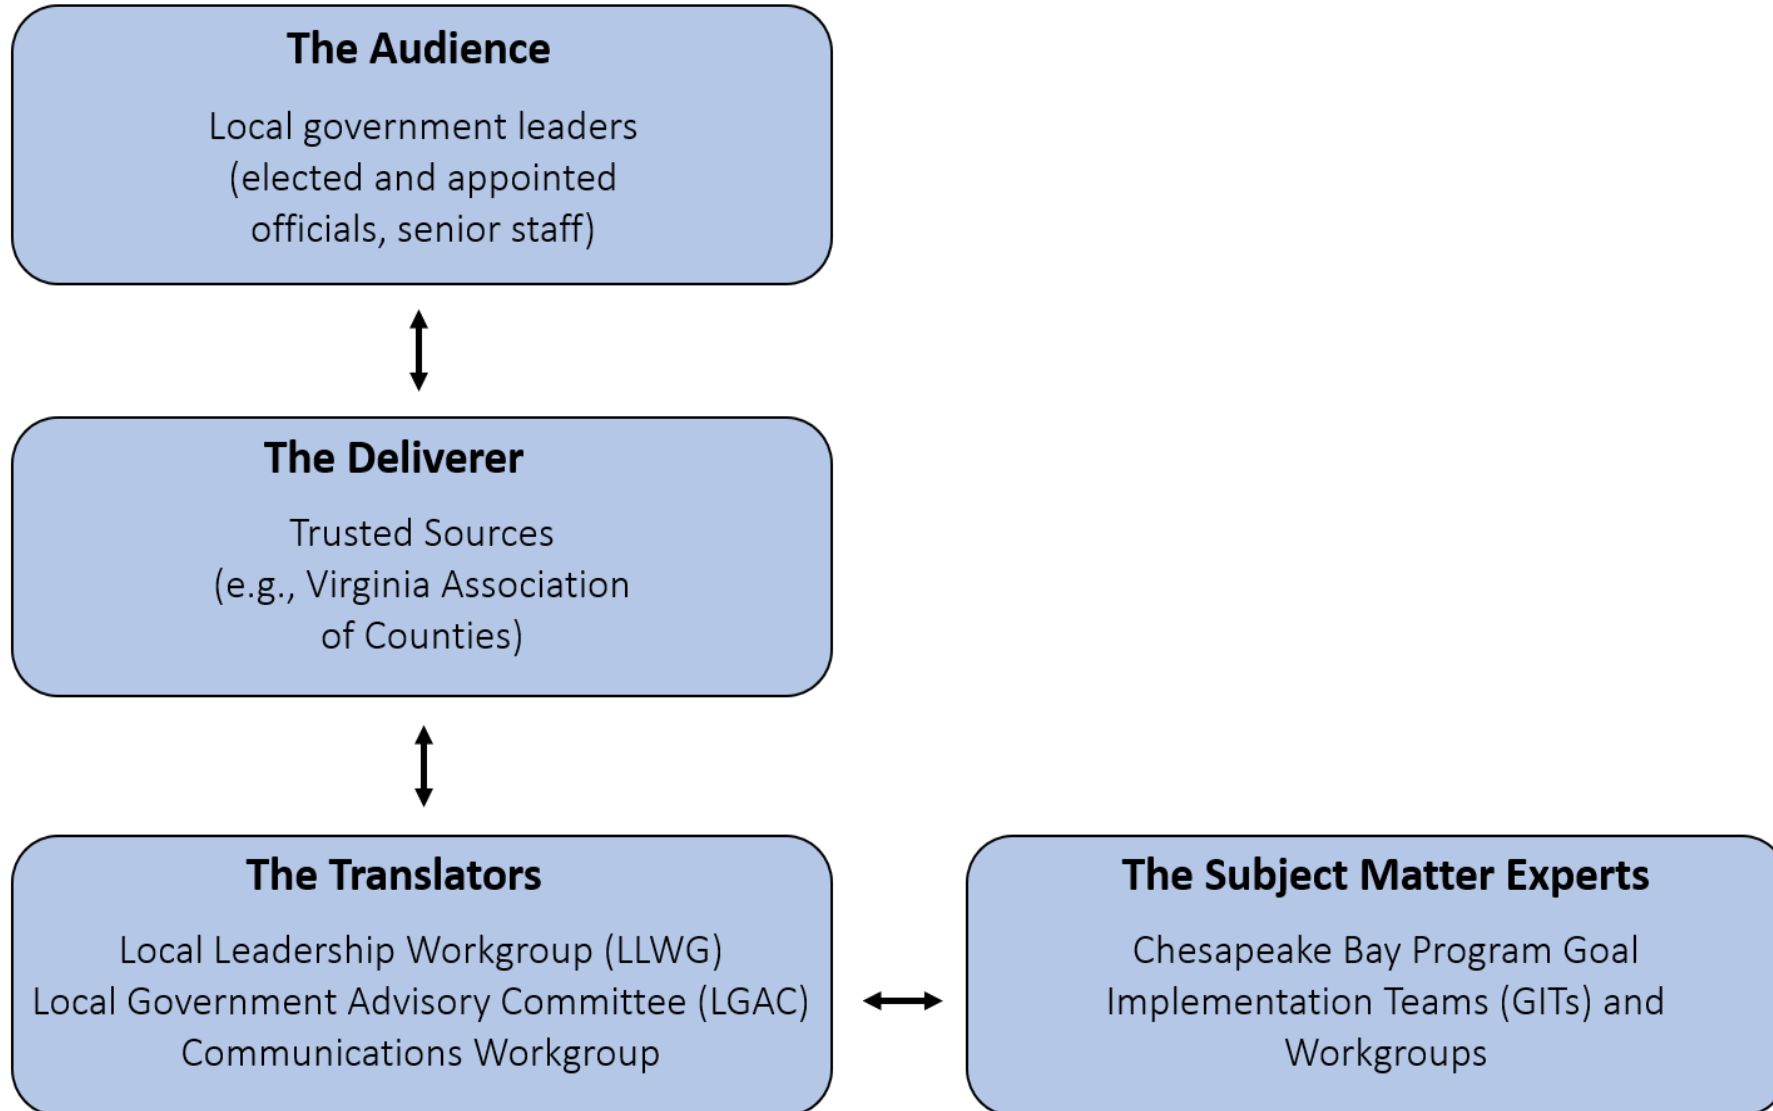 The Audience
Local government leaders
(elected and appointed
officials, senior staff)
The Deliverer
Trusted Sources
(e.g., Virginia Association
of Counties)
The Translators
Local Leadership Workgroup (LLWG)
Local Government Advisory Committee (LGAC)
Communications Workgroup
The Subject Matter Experts
Chesapeake Bay Program Goal
Implementation Teams (GITs) and
Workgroups